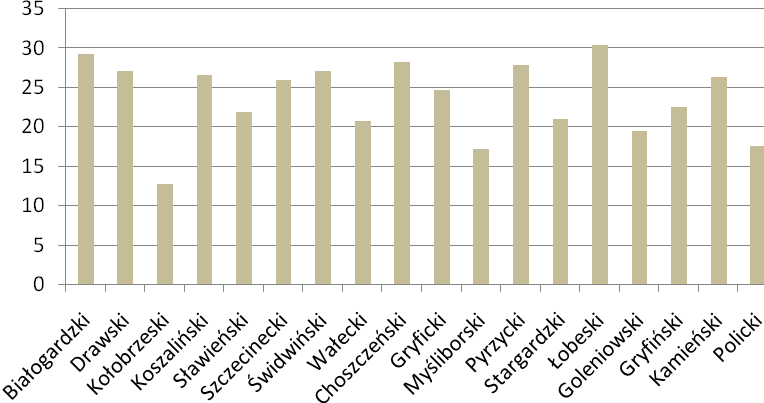 35
30
25
20
15
10
5
0
Białogardzki
Drawski
Kołobrzeski
Koszaliński
Sławieński
Szczecinecki
Świdwiński
Wałecki
Choszczeński
Gryficki
Myśliborski
Pyrzycki
Stargardzki
Łobeski
Goleniowski
Gryfiński
Kamieński
Policki